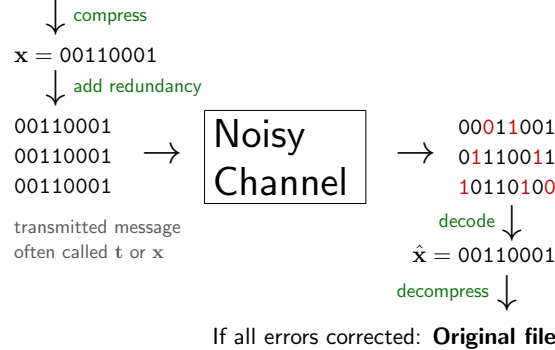 compress
x = 00110001
add redundancy
00110001
00110001
00110001
transmitted message
often called t or x
Noisy
Channel
00011001
01110011
10110100
decode
x̂ = 00110001
decompress
If all errors corrected: Original file